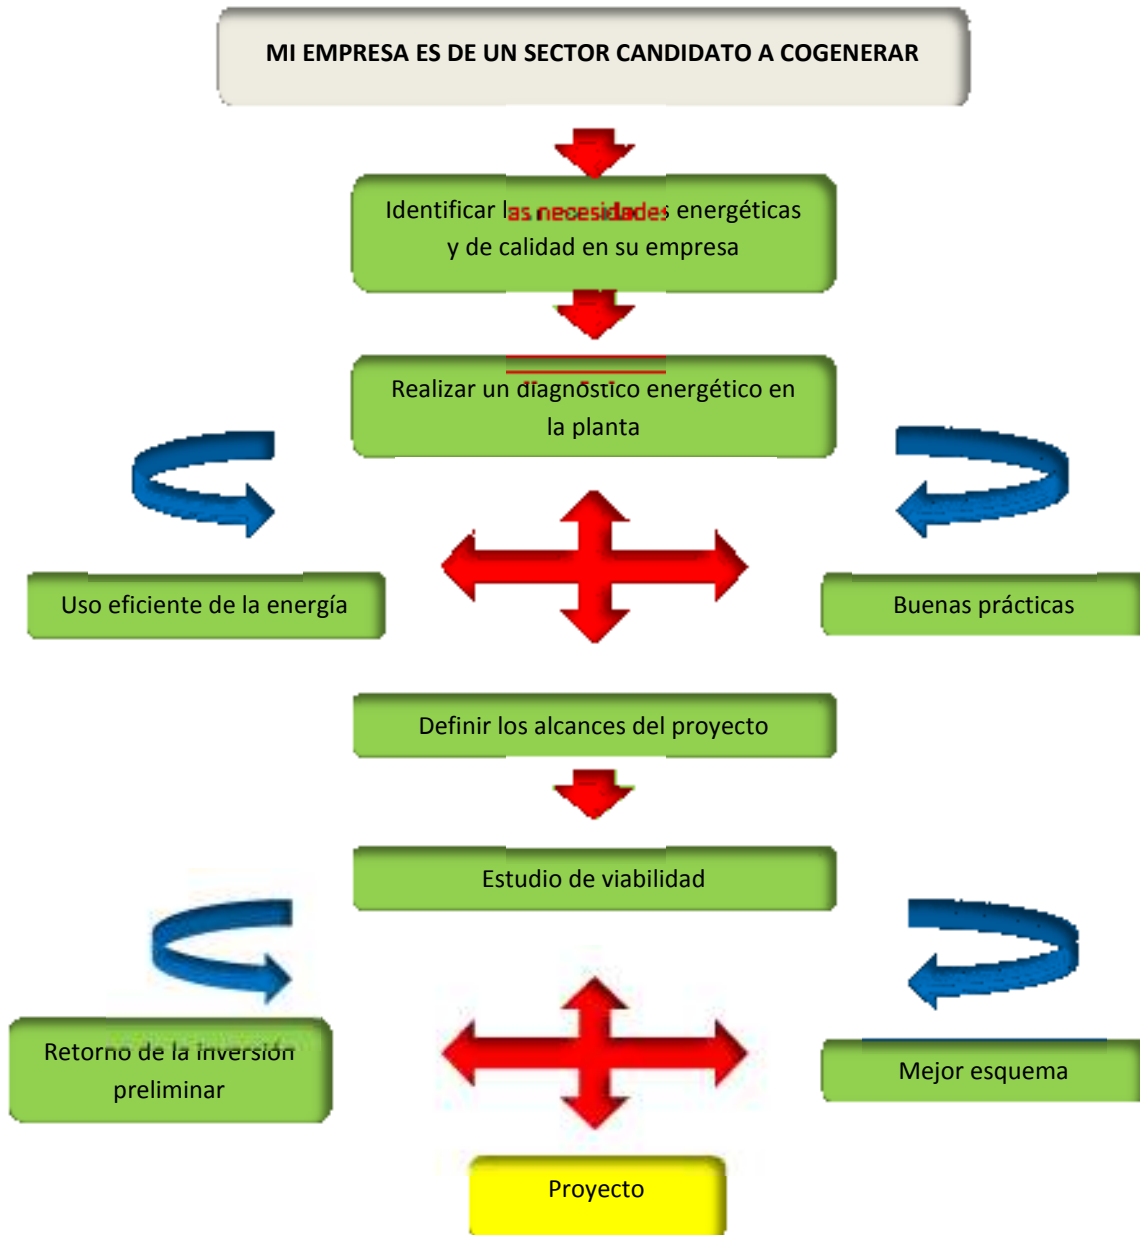 MI EMPRESA ES DE UN SECTOR CANDIDATO A COGENERAR
Identificar las necesidades energéticas
y de calidad en su empresa
Realizar un diagnóstico energético en
la planta
Uso eficiente de la energía
Buenas prácticas
Definir los alcances del proyecto
Estudio de viabilidad
Retorno de la inversión
preliminar
Mejor esquema
Proyecto